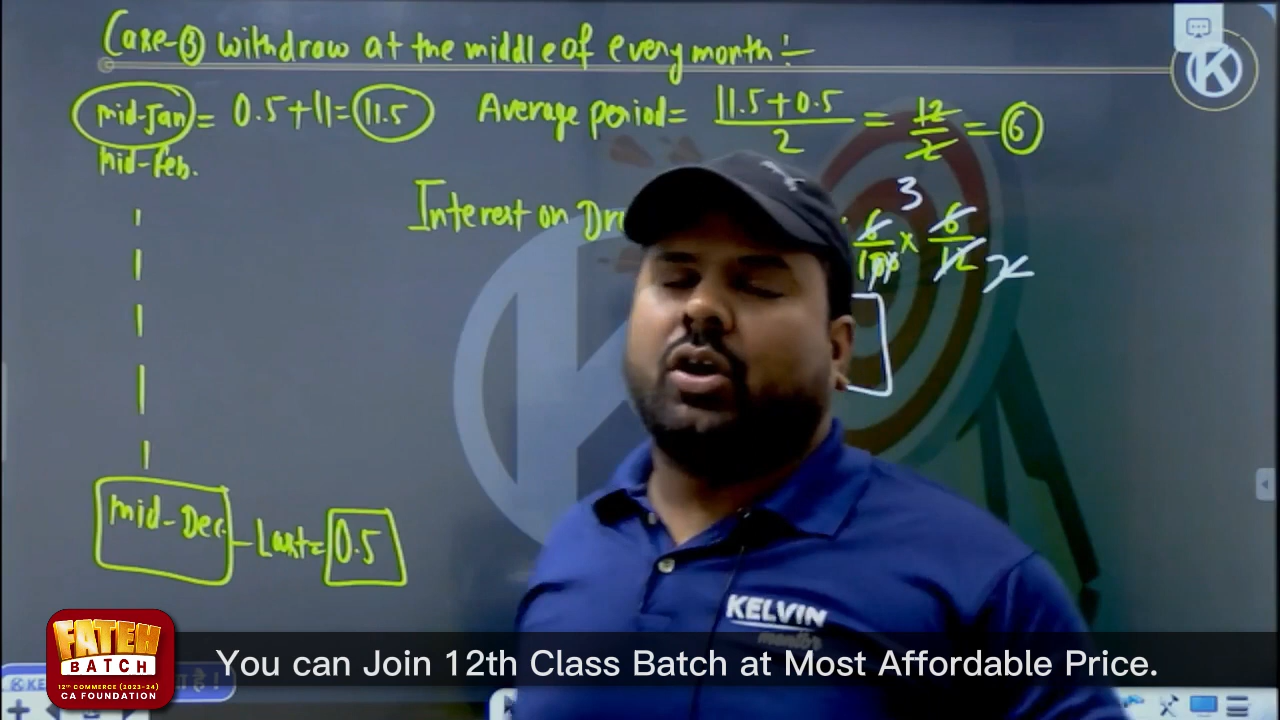 Case-③ withdraw at the middle of every month:-
mid-Jan = 0.5+11=11.5 Average period= 11.5+0.5/2 = 12/2 = 6
mid-Feb.
Interest on
3
6/100 × 6/12 2
mid-Dec. - Last= 0.5
KELVIN
K
FATEH
BATCH
12TH COMMERCE (2023-24)
CA FOUNDATION
You can Join 12th Class Batch at Most Affordable Price.